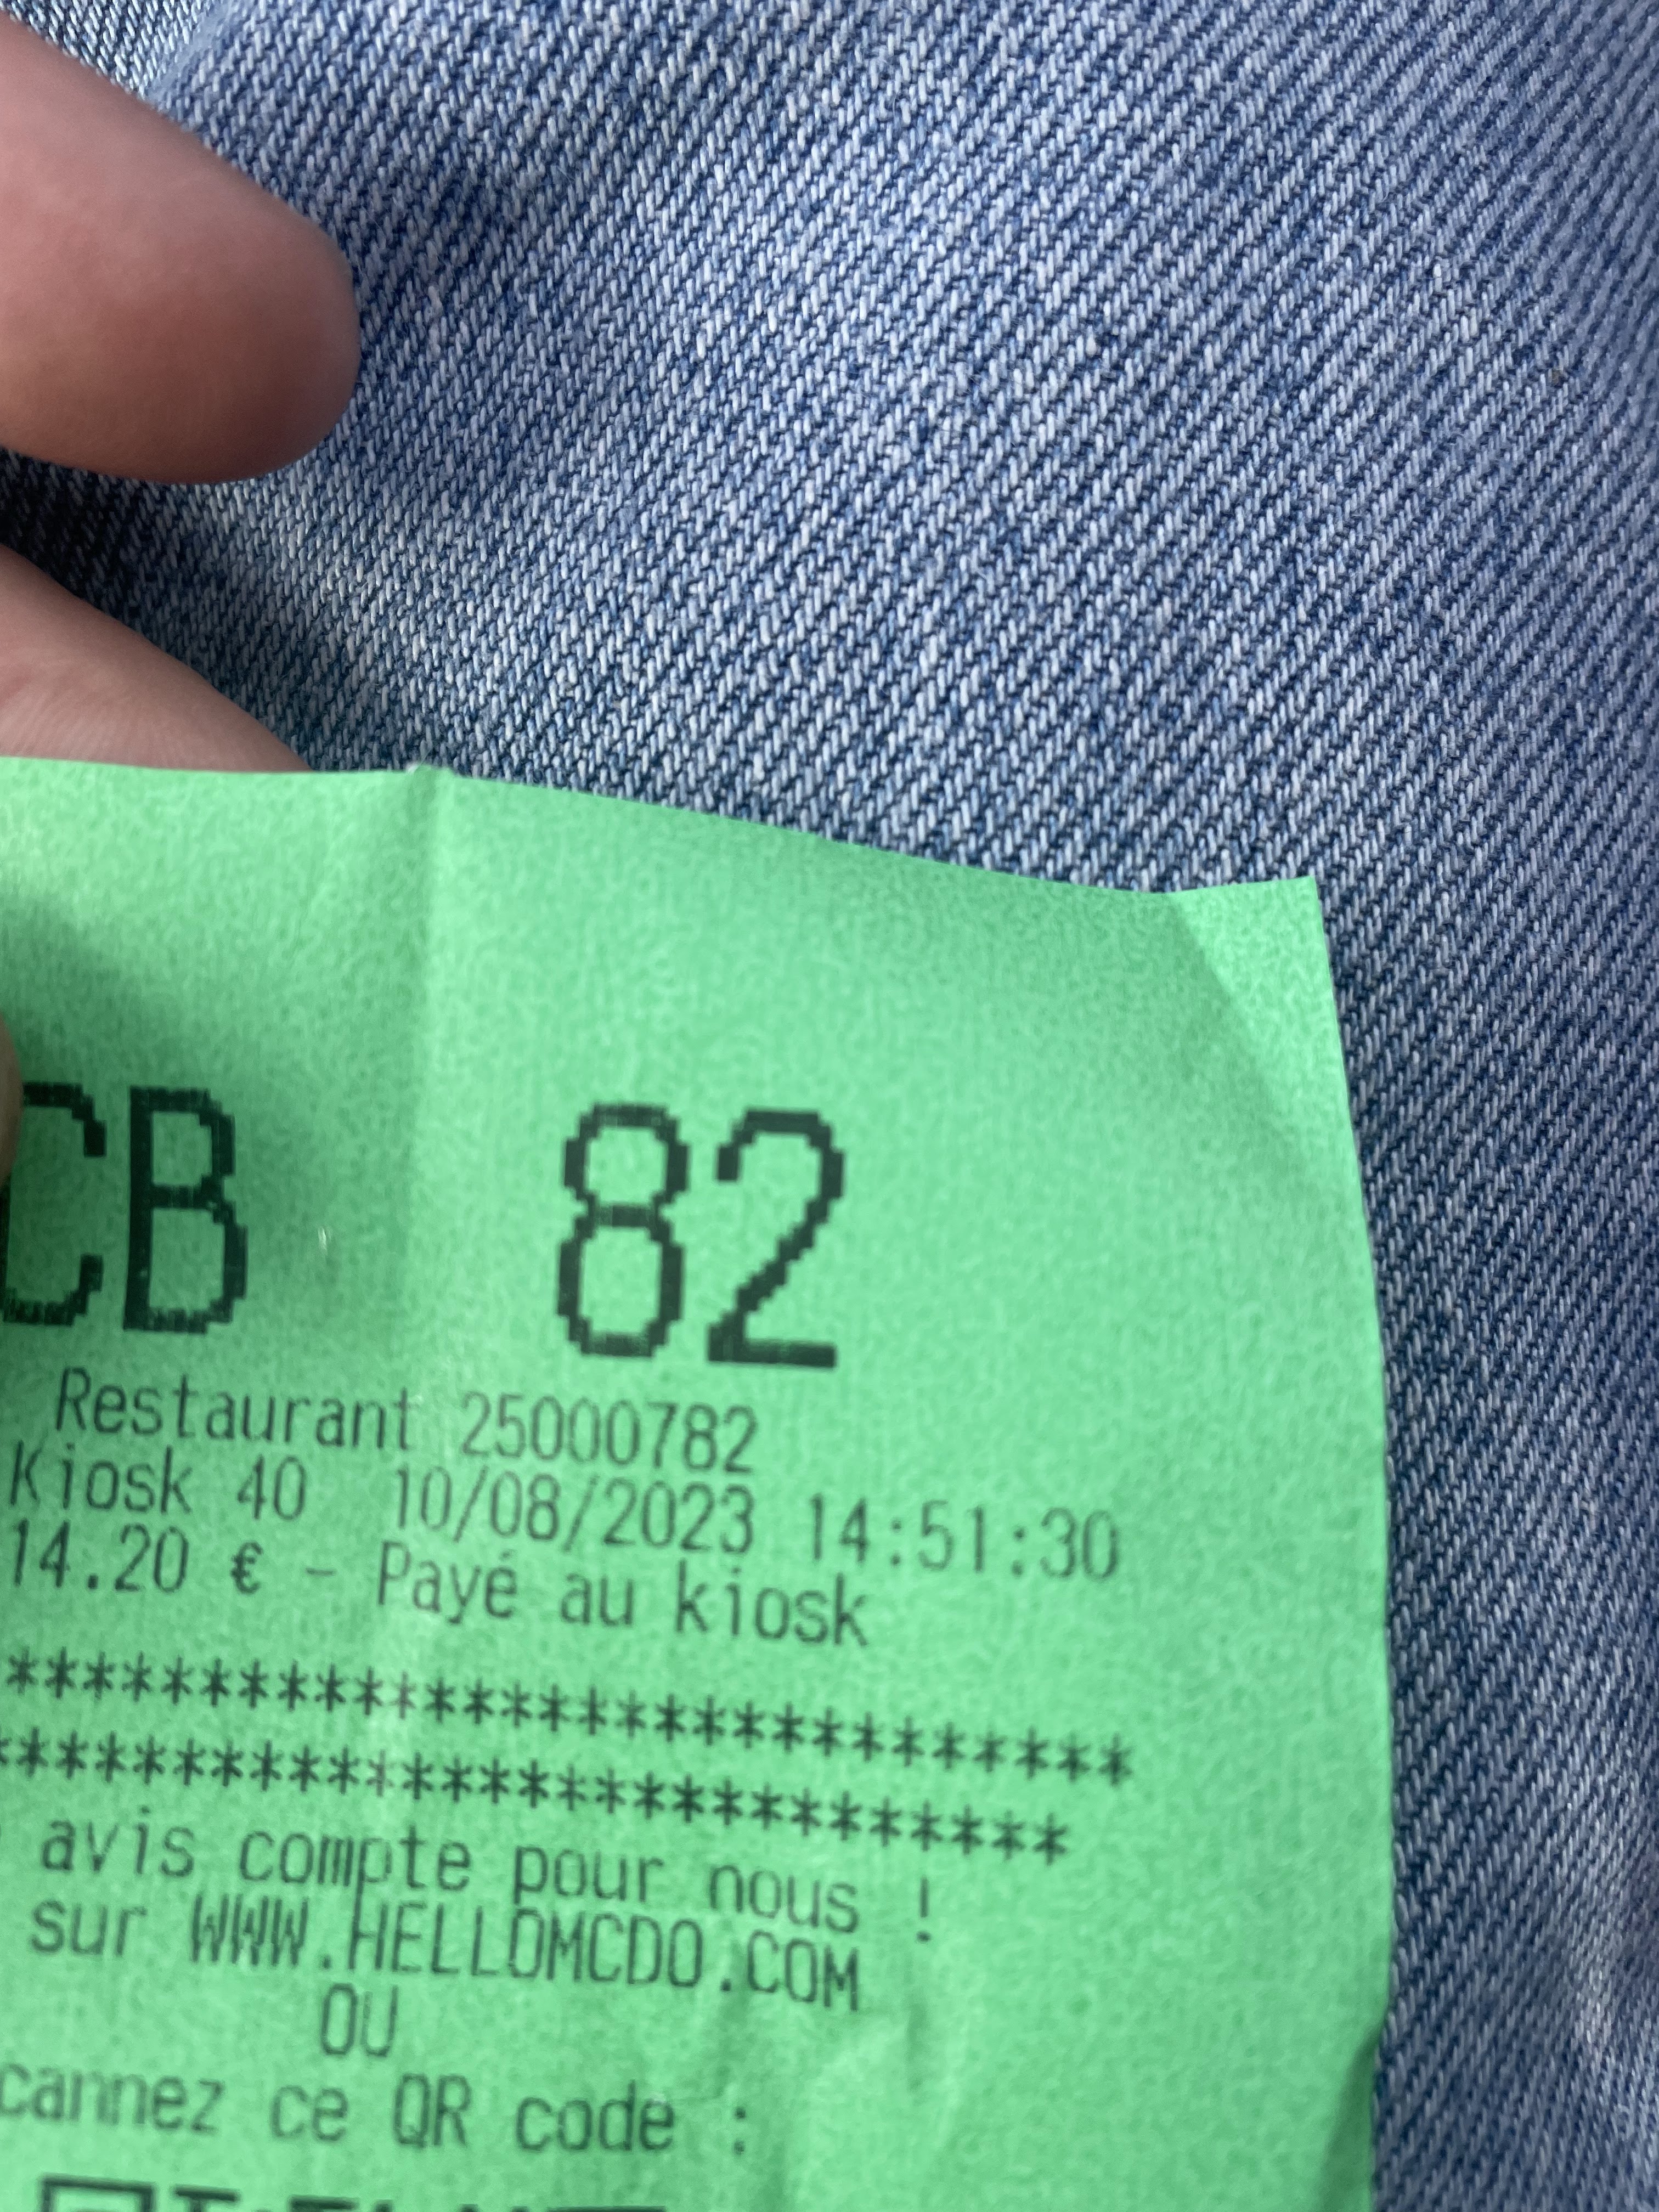 CB 82
Restaurant 25000782
Kiosk 40 10/08/2023 14:51:30
14.20 € - Payé au kiosk
*****************************
****************************
avis compte pour nous !
sur WWW.HELLOMCDO.COM
OU
cannez ce QR code :